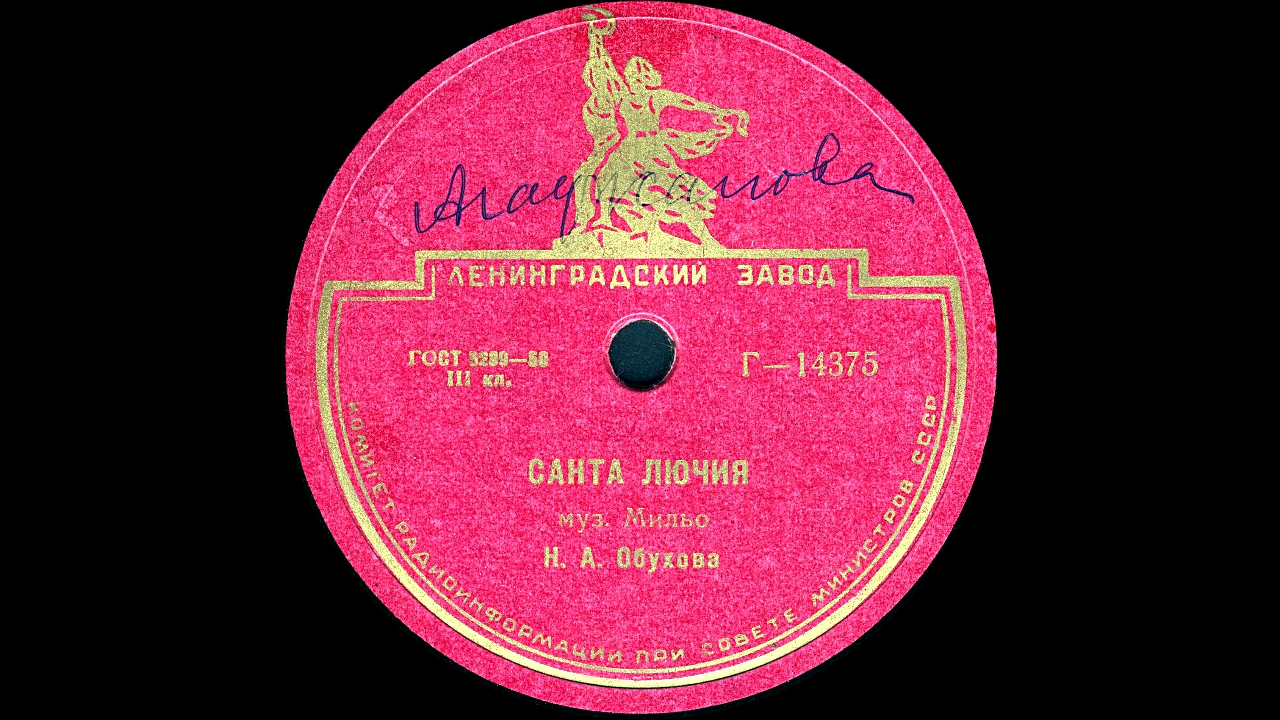 ЛЕНИНГРАДСКИЙ ЗАВОД
ГОСТ 5289—56
III кл.
Г—14375
САНТА ЛЮЧИЯ
муз. Мильо
Н. А. Обухова
КОМИТЕТ РАДИОИНФОРМАЦИИ ПРИ СОВЕТЕ МИНИСТРОВ СССР